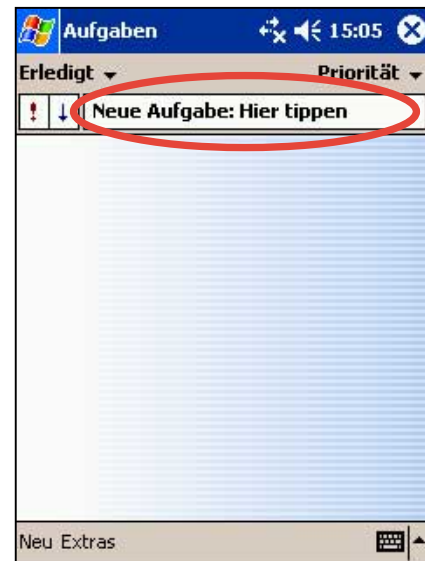 Aufgaben 15:05
Erledigt Priorität
Neue Aufgabe: Hier tippen
Neu Extras